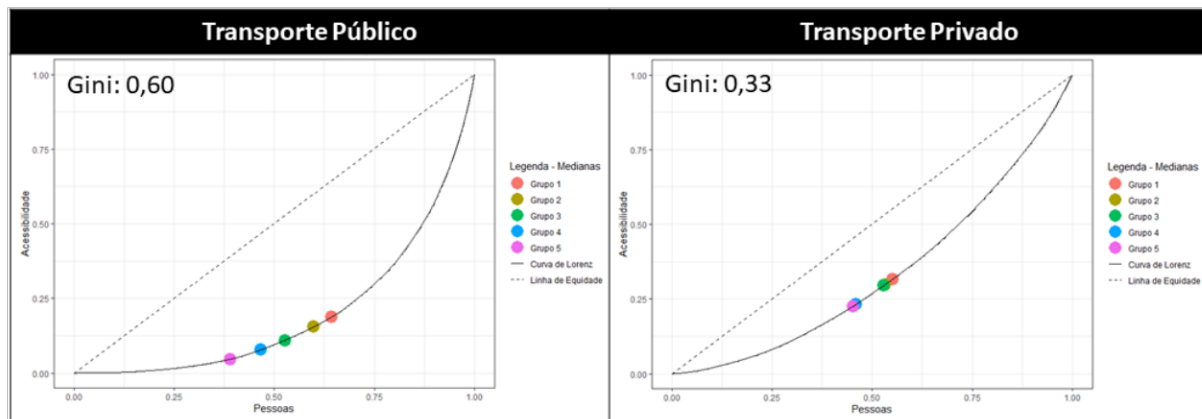 Transporte Público
Gini: 0,60
1.00
0.75
0.50
0.25
0.00
Acessibilidade
0.00
0.25
0.50
0.75
1.00
Pessoas
Legenda - Medianas
Grupo 1
Grupo 2
Grupo 3
Grupo 4
Grupo 5
Curva de Lorenz
Linha de Equidade
Transporte Privado
Gini: 0,33
1.00
0.75
0.50
0.25
0.00
Acessibilidade
0.00
0.25
0.50
0.75
1.00
Pessoas
Legenda - Medianas
Grupo 1
Grupo 2
Grupo 3
Grupo 4
Grupo 5
Curva de Lorenz
Linha de Equidade